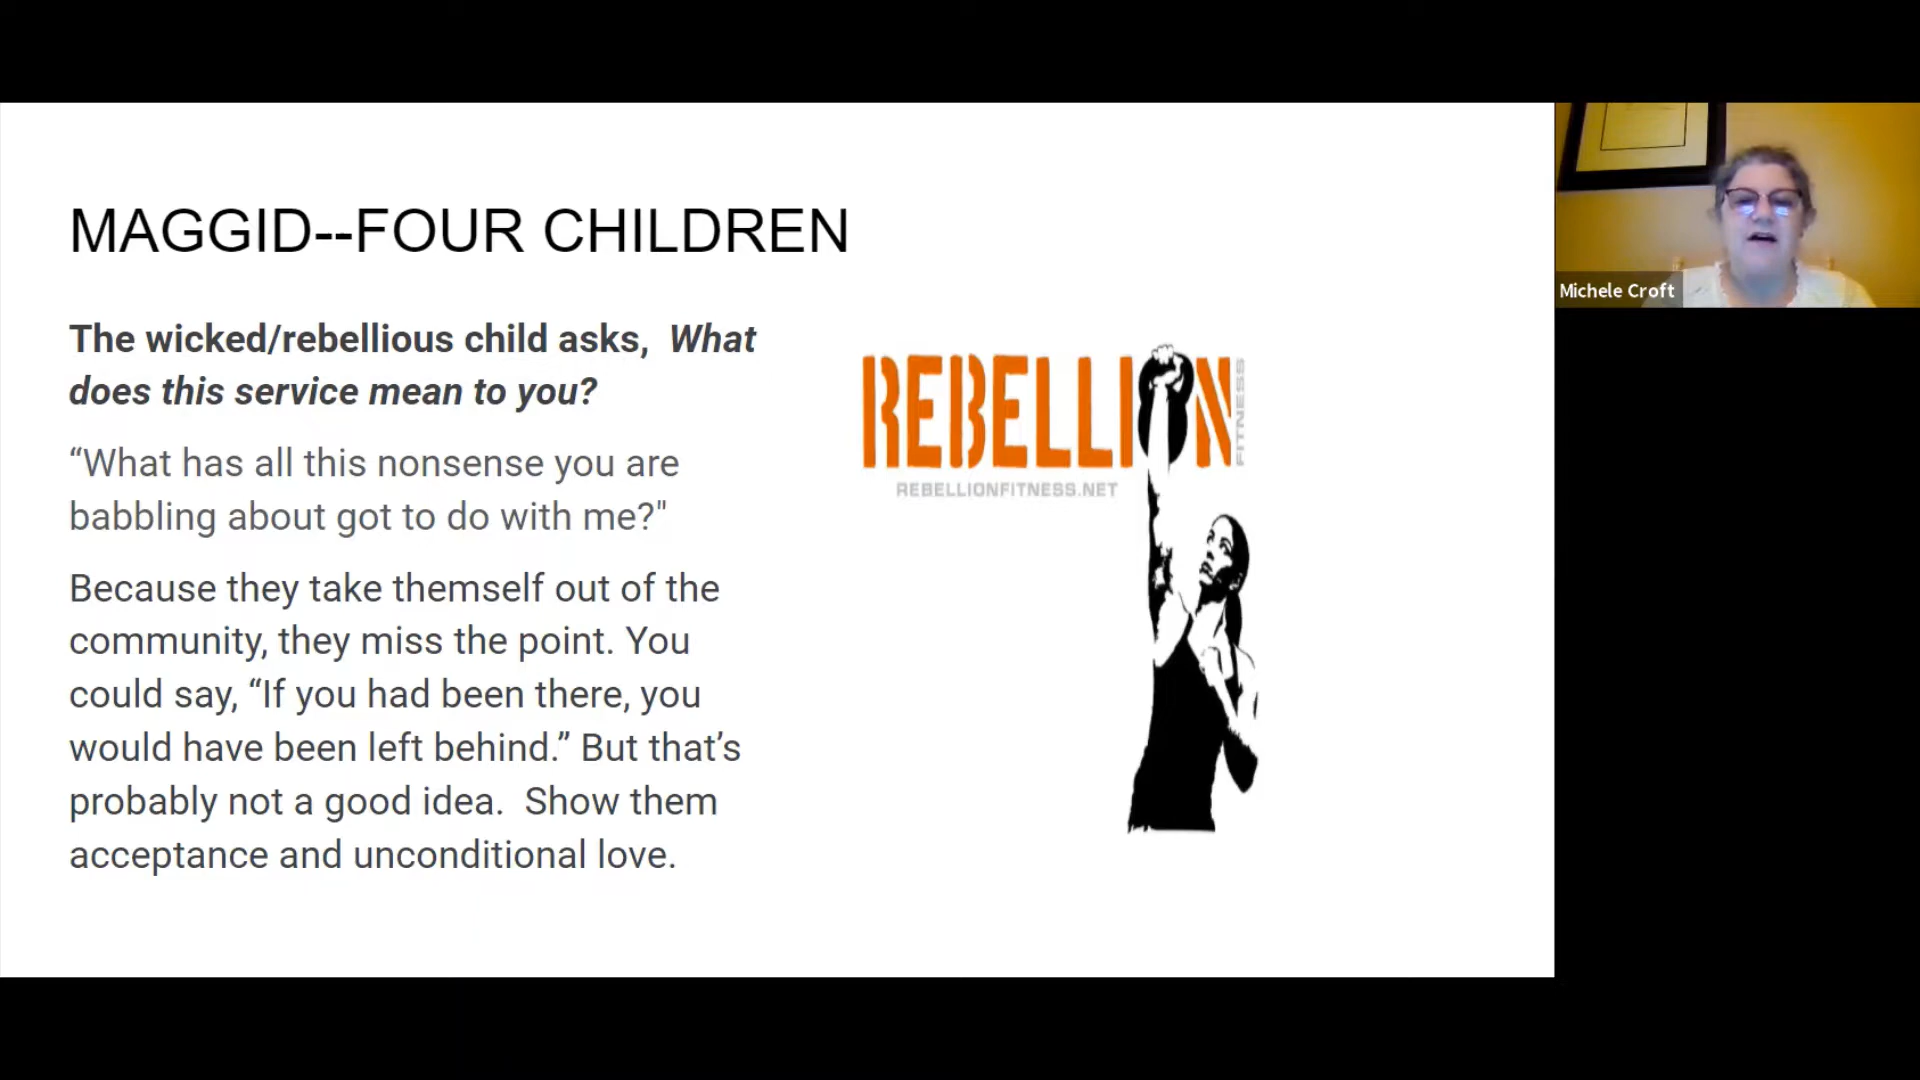 MAGGID--FOUR CHILDREN
The wicked/rebellious child asks,  What
does this service mean to you?
“What has all this nonsense you are
babbling about got to do with me?"
Because they take themself out of the
community, they miss the point. You
could say, “If you had been there, you
would have been left behind.” But that’s
probably not a good idea.  Show them
acceptance and unconditional love.
REBELLION
FITNESS
REBELLIONFITNESS.NET
Michele Croft